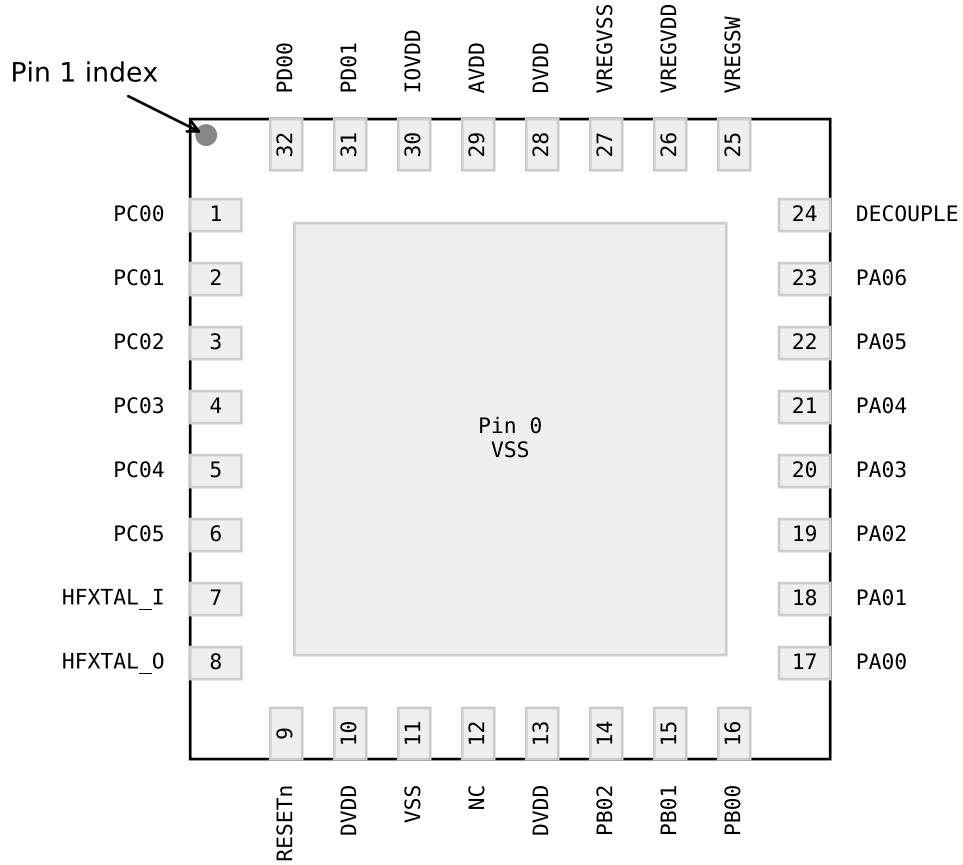 Pin 1 index
PD00
PD01
IOVDD
AVDD
DVDD
VREGVSS
VREGVDD
VREGSW
32
31
30
29
28
27
26
25
PC00 1
24 DECOUPLE
PC01 2
23 PA06
PC02 3
22 PA05
PC03 4
21 PA04
Pin 0
VSS
PC04 5
20 PA03
PC05 6
19 PA02
HFXTAL_I 7
18 PA01
HFXTAL_O 8
17 PA00
9
10
11
12
13
14
15
16
RESETn
DVDD
VSS
NC
DVDD
PB02
PB01
PB00